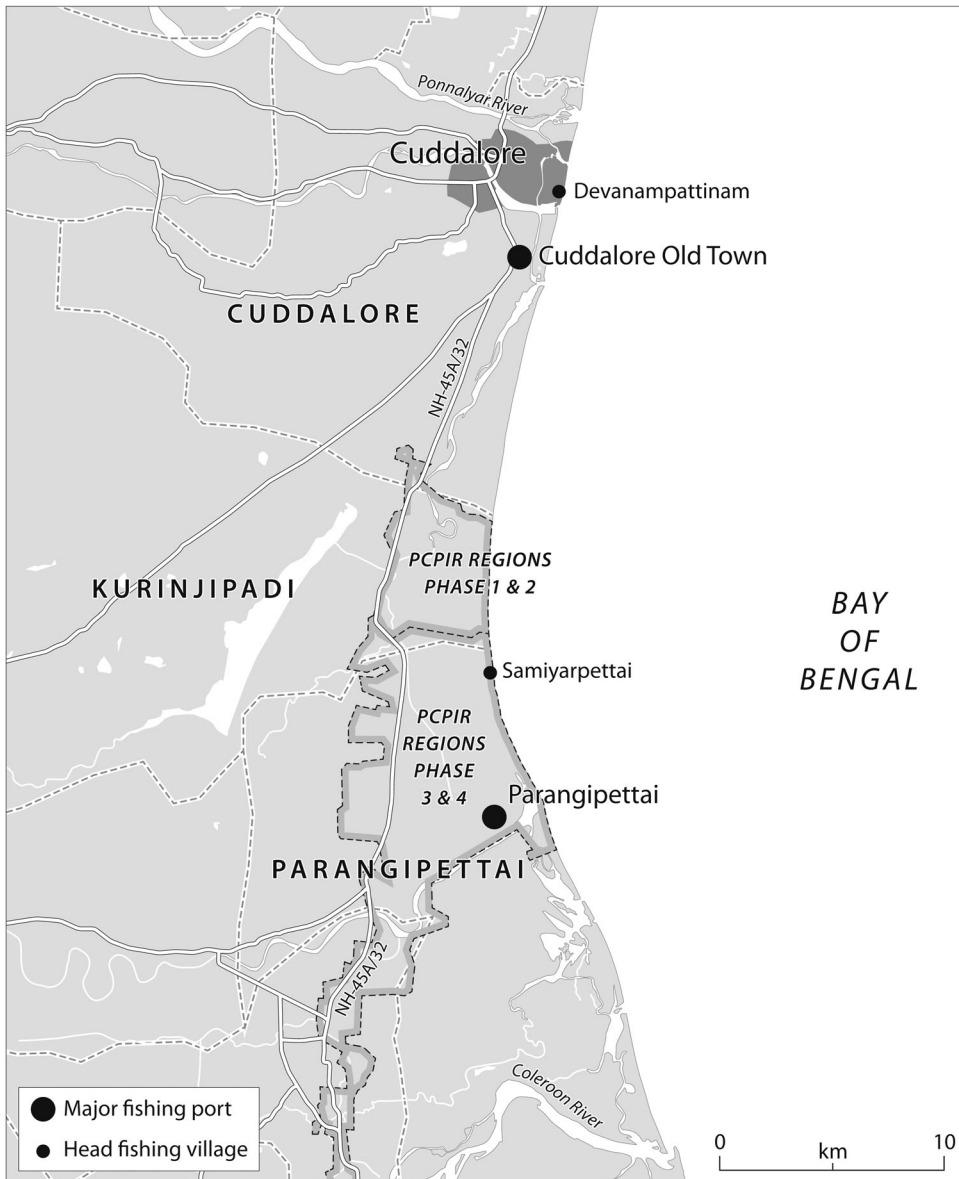 Ponnalyar River
Cuddalore
Devanampattinam
Cuddalore Old Town
CUDDALORE
NH-45A/32
PCPIR REGIONS
PHASE 1 & 2
KURINJIPADI
BAY
OF
BENGAL
Samiyarpettai
PCPIR
REGIONS
PHASE
3 & 4
Parangipettai
PARANGIPETTAI
NH-45A/32
Coleroon River
Major fishing port
Head fishing village
0 10
km